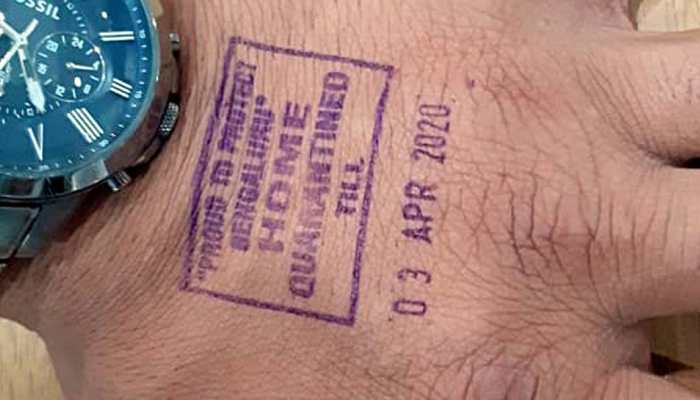 FOSSIL
"PROUD TO PROTECT
BENGALURU"
HOME
QUARANTINED
TILL
03 APR 2020